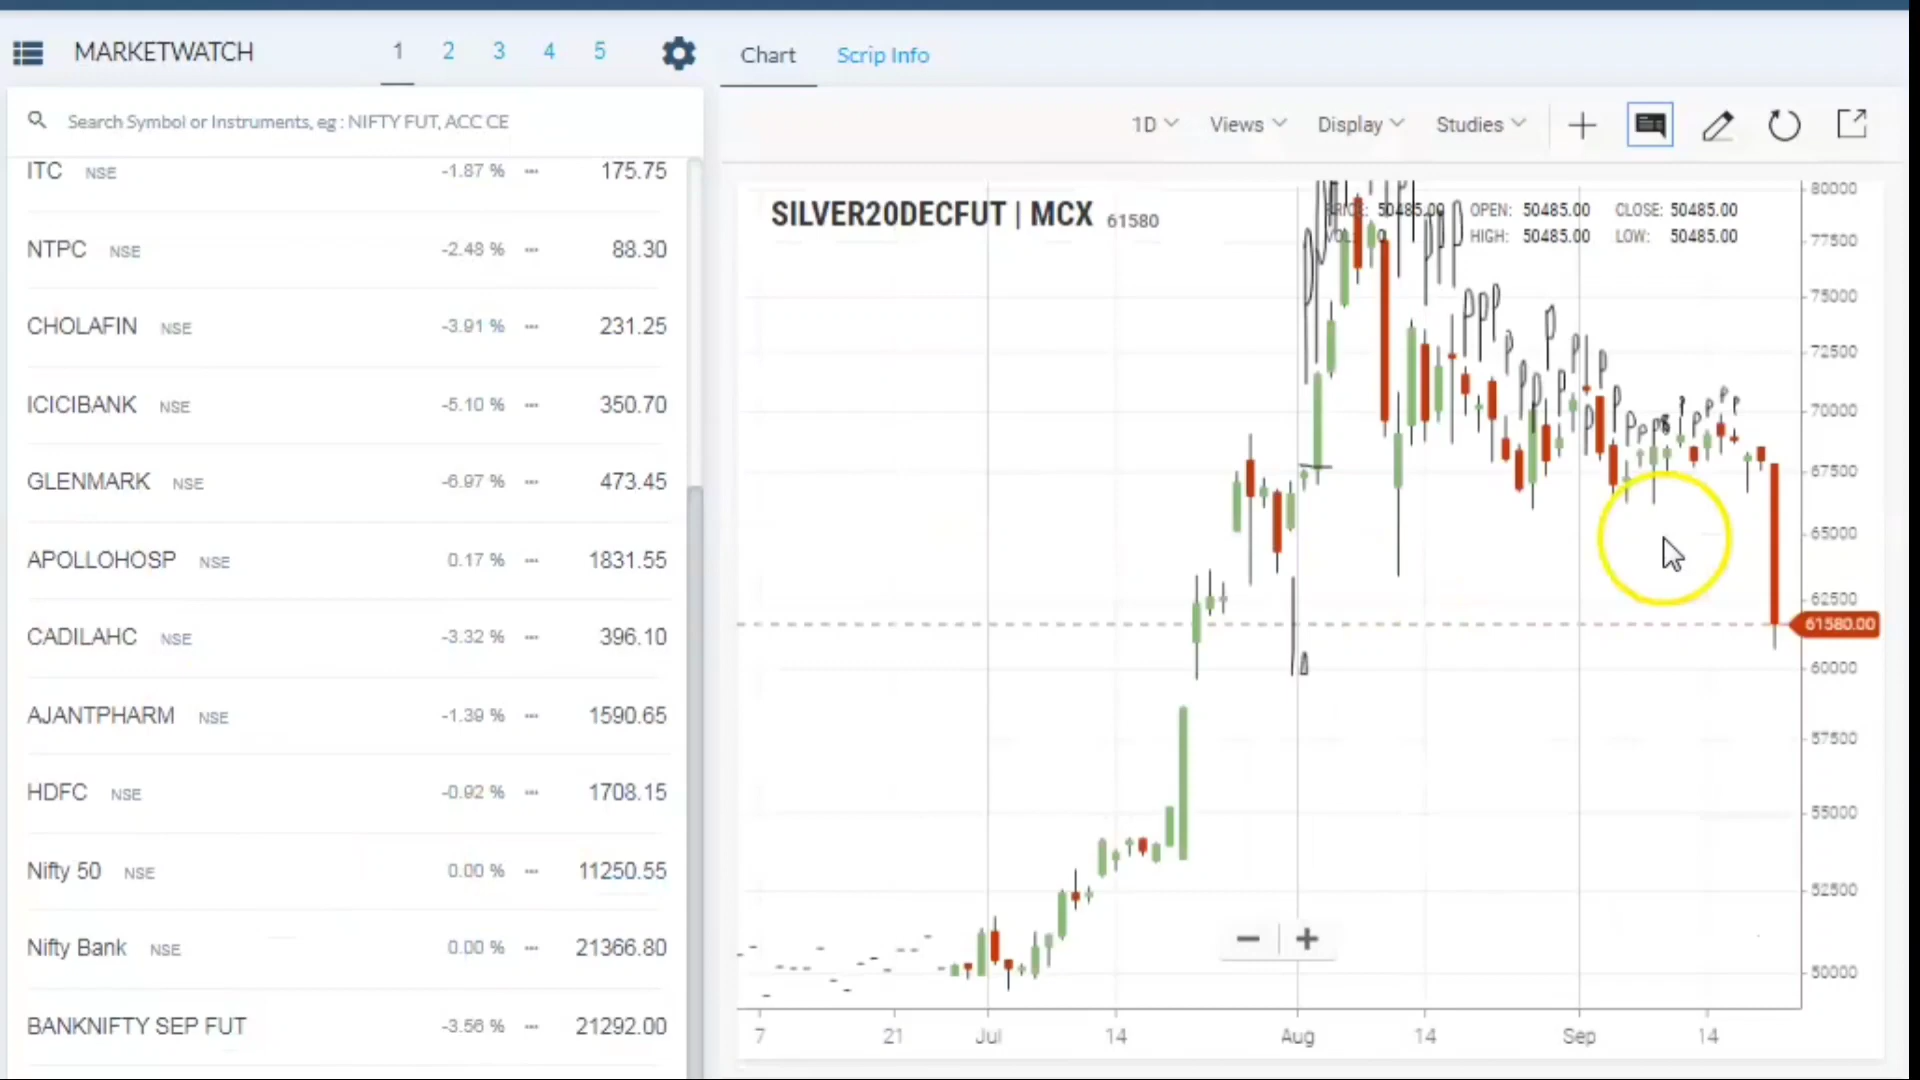 MARKETWATCH 1 2 3 4 5
Chart Scrip Info
Search Symbol or Instruments, eg : NIFTY FUT, ACC CE
1D Views Display Studies
ITC NSE -1.87 % 175.75
NTPC NSE -2.48 % 88.30
CHOLAFIN NSE -3.91 % 231.25
ICICIBANK NSE -5.10 % 350.70
GLENMARK NSE -6.97 % 473.45
APOLLOHOSP NSE 0.17 % 1831.55
CADILAHC NSE -3.32 % 396.10
AJANTPHARM NSE -1.39 % 1590.65
HDFC NSE -0.92 % 1708.15
Nifty 50 NSE 0.00 % 11250.55
Nifty Bank NSE 0.00 % 21366.80
BANKNIFTY SEP FUT -3.56 % 21292.00
SILVER20DECFUT | MCX 61580
50485.00 OPEN: 50485.00 CLOSE: 50485.00
HIGH: 50485.00 LOW: 50485.00
80000
77500
75000
72500
70000
67500
65000
62500
61580.00
60000
57500
55000
52500
50000
7 21 Jul 14 Aug 14 Sep 14